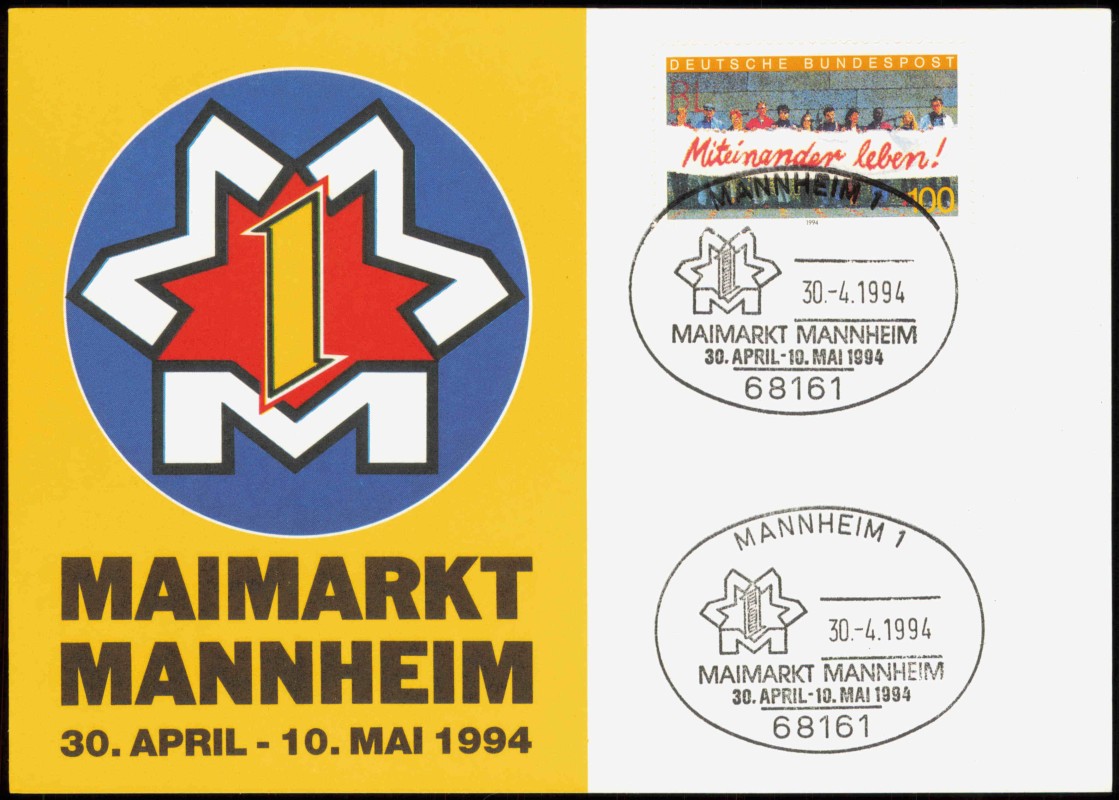 MAIMARKT
MANNHEIM
30. APRIL - 10. MAI 1994
DEUTSCHE BUNDESPOST
Miteinander leben!
100
1994
MANNHEIM 1
1
M
30.-4.1994
MAIMARKT MANNHEIM
30. APRIL-10. MAI 1994
68161
MANNHEIM 1
1
M
30.-4.1994
MAIMARKT MANNHEIM
30. APRIL-10. MAI 1994
68161